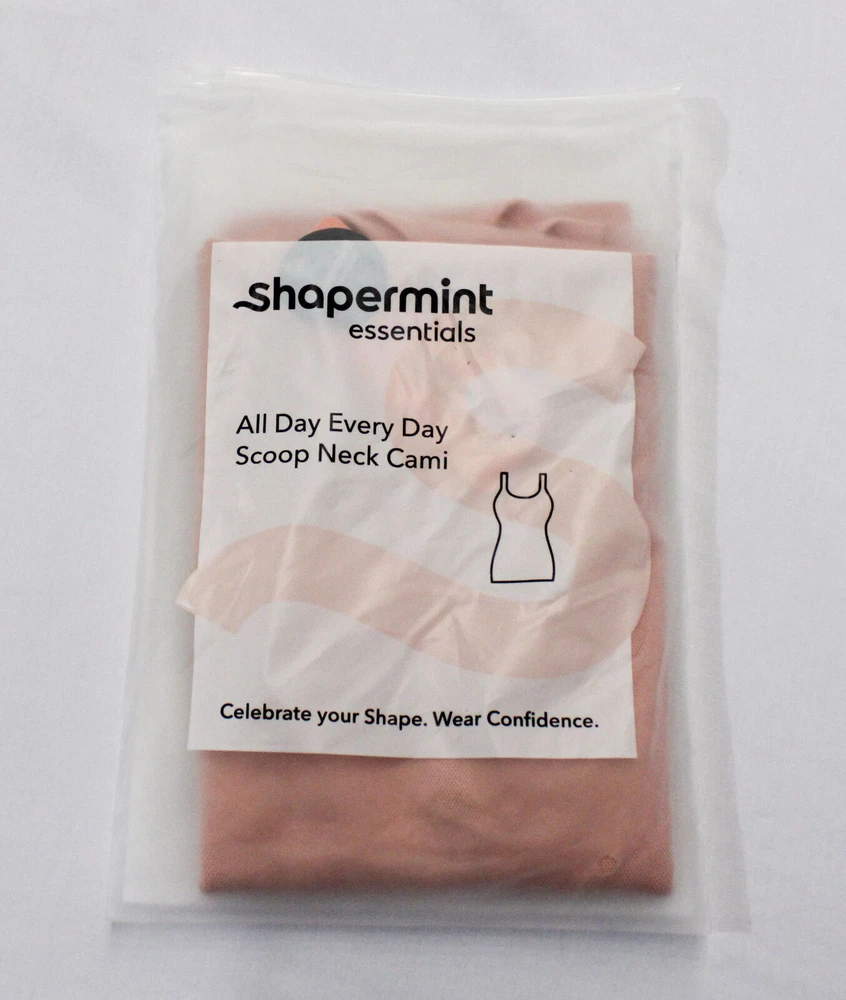 shapermint
essentials
All Day Every Day
Scoop Neck Cami
Celebrate your Shape. Wear Confidence.